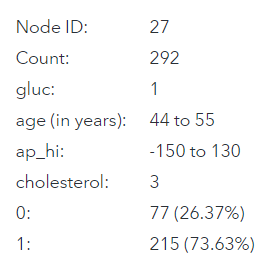 Node ID: 27
Count: 292
gluc: 1
age (in years): 44 to 55
ap_hi: -150 to 130
cholesterol: 3
0: 77 (26.37%)
1: 215 (73.63%)